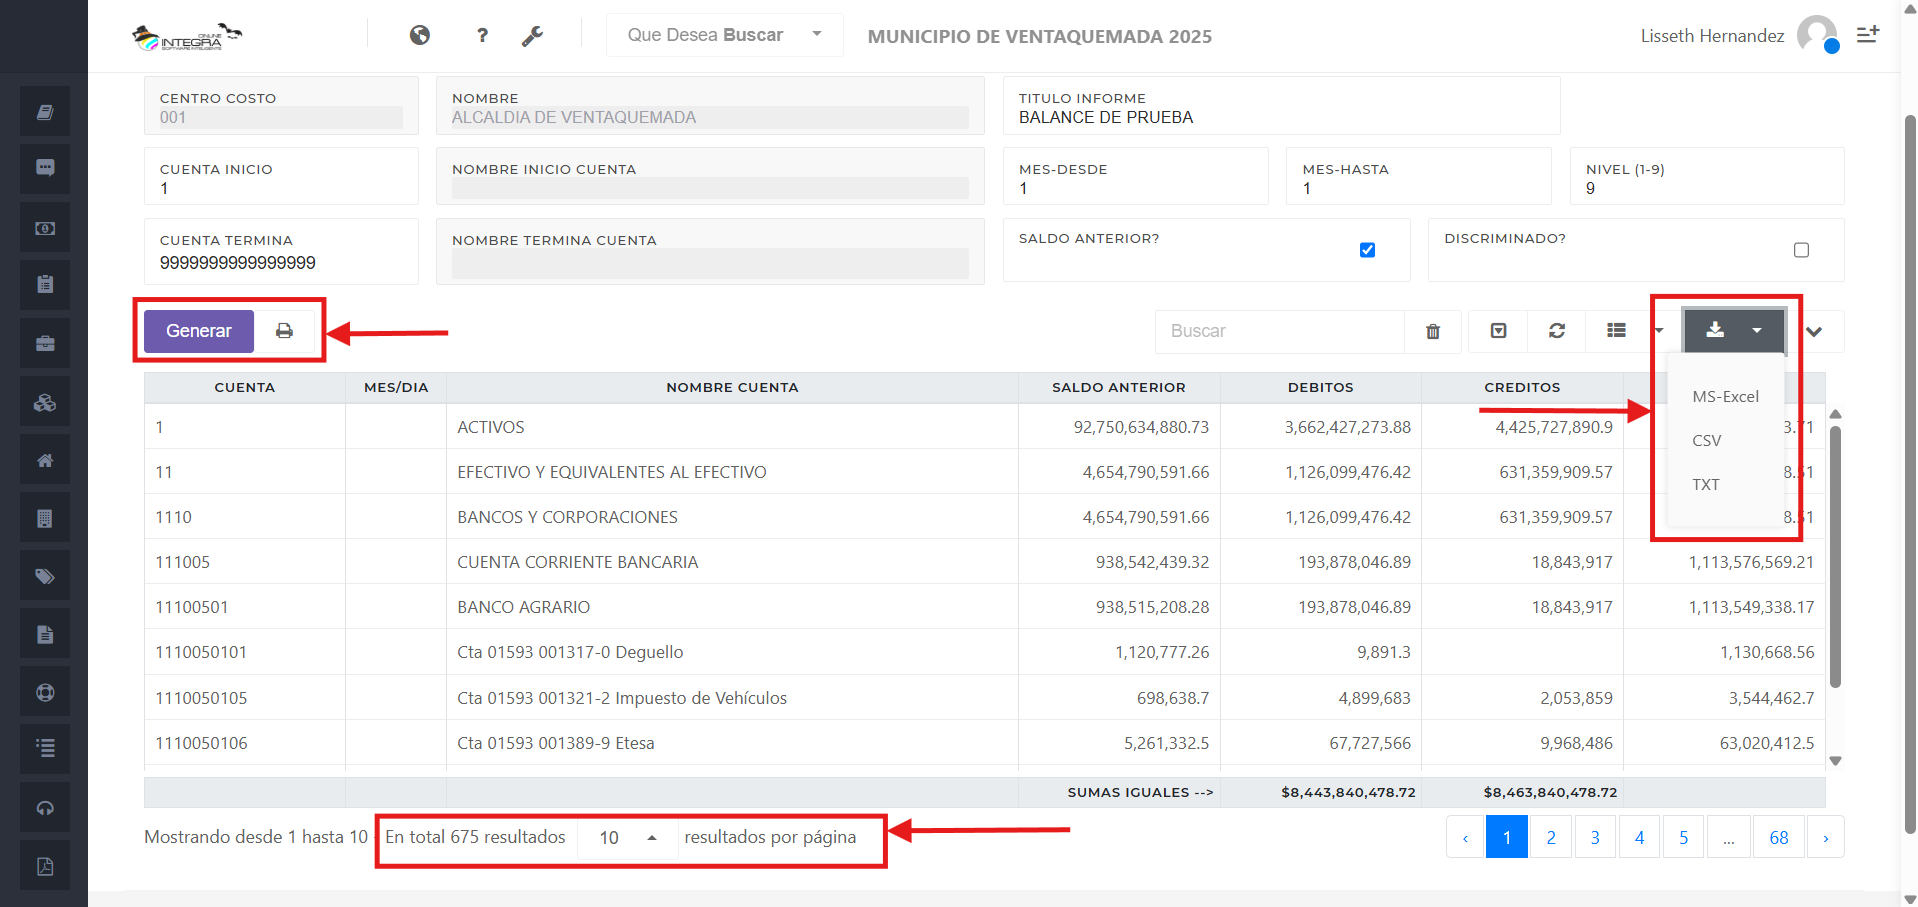 ONLINE
INTEGRA
SOFTWARE INTELIGENTE
?
Que Desea Buscar
MUNICIPIO DE VENTAQUEMADA 2025
Lisseth Hernandez
CENTRO COSTO
001
NOMBRE
ALCALDIA DE VENTAQUEMADA
TITULO INFORME
BALANCE DE PRUEBA
CUENTA INICIO
1
NOMBRE INICIO CUENTA
MES-DESDE
1
MES-HASTA
1
NIVEL (1-9)
9
CUENTA TERMINA
9999999999999999
NOMBRE TERMINA CUENTA
SALDO ANTERIOR?
DISCRIMINADO?
Generar
Buscar
MS-Excel
CSV
TXT
CUENTA MES/DIA NOMBRE CUENTA SALDO ANTERIOR DEBITOS CREDITOS
1 ACTIVOS 92,750,634,880.73 3,662,427,273.88 4,425,727,890.9 3.71
11 EFECTIVO Y EQUIVALENTES AL EFECTIVO 4,654,790,591.66 1,126,099,476.42 631,359,909.57 8.51
1110 BANCOS Y CORPORACIONES 4,654,790,591.66 1,126,099,476.42 631,359,909.57 8.51
111005 CUENTA CORRIENTE BANCARIA 938,542,439.32 193,878,046.89 18,843,917 1,113,576,569.21
11100501 BANCO AGRARIO 938,515,208.28 193,878,046.89 18,843,917 1,113,549,338.17
1110050101 Cta 01593 001317-0 Deguello 1,120,777.26 9,891.3 1,130,668.56
1110050105 Cta 01593 001321-2 Impuesto de Vehículos 698,638.7 4,899,683 2,053,859 3,544,462.7
1110050106 Cta 01593 001389-9 Etesa 5,261,332.5 67,727,566 9,968,486 63,020,412.5
SUMAS IGUALES --> $8,443,840,478.72 $8,463,840,478.72
Mostrando desde 1 hasta 10 - En total 675 resultados 10 resultados por página
‹ 1 2 3 4 5 ... 68 ›